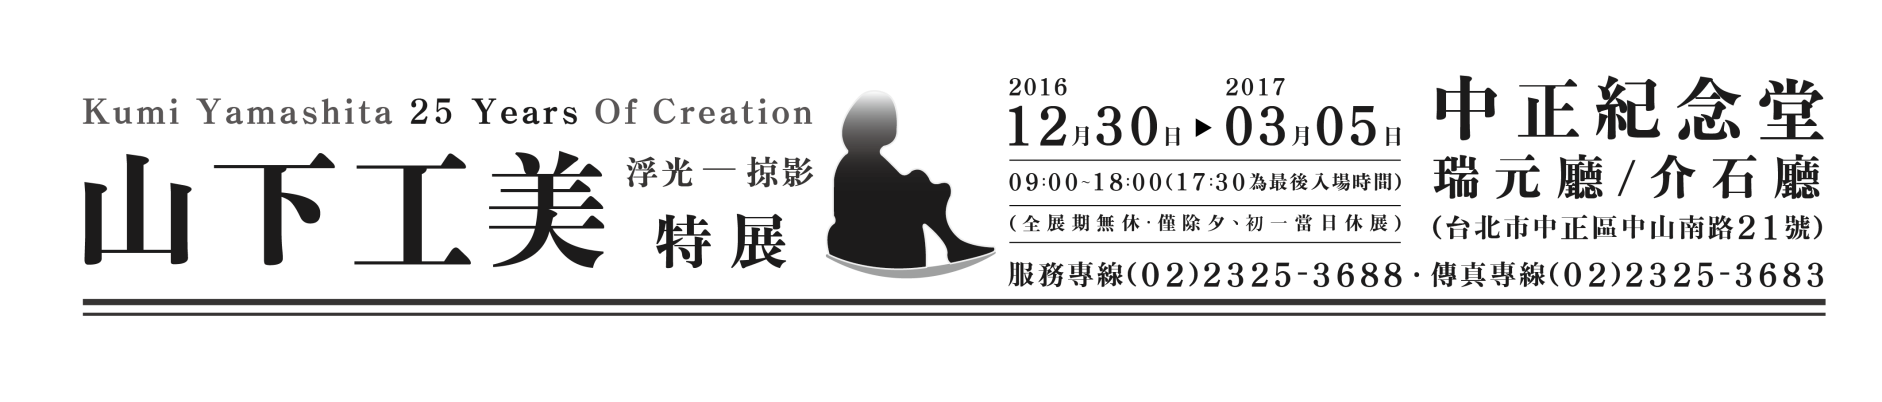 Kumi Yamashita 25 Years Of Creation
山下工美
浮光—掠影
特展
2016 2017
12月30日▶03月05日
09:00~18:00(17:30為最後入場時間)
(全展期無休·僅除夕、初一當日休展)
服務專線(02)2325-3688·傳真專線(02)2325-3683
中正紀念堂
瑞元廳/介石廳
(台北市中正區中山南路21號)